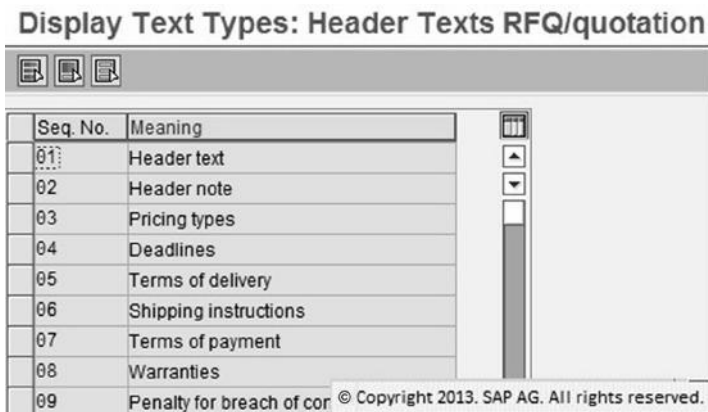 Display Text Types: Header Texts RFQ/quotation
Seq. No. Meaning
01 Header text
02 Header note
03 Pricing types
04 Deadlines
05 Terms of delivery
06 Shipping instructions
07 Terms of payment
08 Warranties
09 Penalty for breach of
© Copyright 2013. SAP AG. All rights reserved.